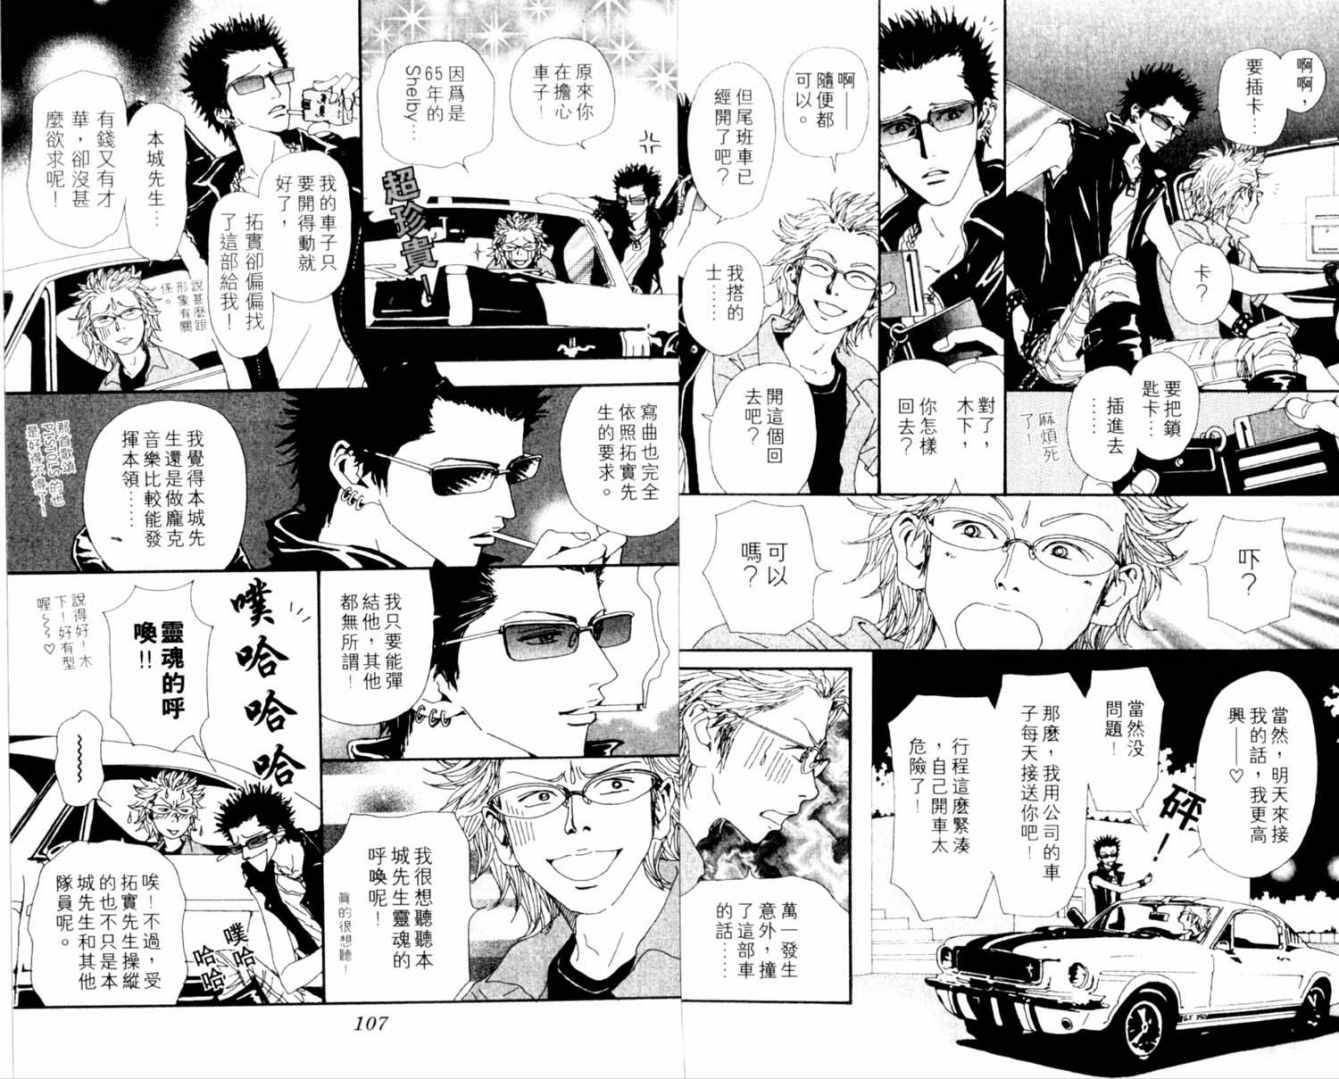 啊啊，
要插卡…
卡？
要把鎖
匙卡…
插進去
……
麻煩死
了！
啊——
隨便都
可以。
對了，
木下，
你怎樣
回去？
但尾班車已
經開了吧？
我搭的
士……
開這個回
去吧？
吓？
可以
嗎？
當然，明天來接
我的話，我更高
興——♡
砰！
當然没
問題！
那麼，我用公司的車
子每天接送你吧！
行程這麼緊湊
，自己開車太
危險了！
萬一發生
意外，撞
了這部車
的話……
原來你
在擔心
車子！
因爲是
65年的
Shelby…
超珍貴！
我的車子只
要開得動就
好了，
拓實卻偏偏找
了這部給我！
本城先生…
有錢又有才
華，卻沒甚
麼欲求呢！
說甚麼跟
形像有關
係。
寫曲也完全
依照拓實先
生的要求。
我覺得本城先
生還是做龐克
音樂比較能發
揮本領……
我只要能彈
結他，其他
都無所謂！
靈魂的呼
喚!!
說得好！木
下！好有型
喔～～♡
噗哈哈哈
我很想聽聽本
城先生靈魂的
呼喚呢！
眞的很想聽！
唉！不過，受
拓實先生操縱
的也不只是本
城先生和其他
隊員呢。
噗哈
哈哈
107